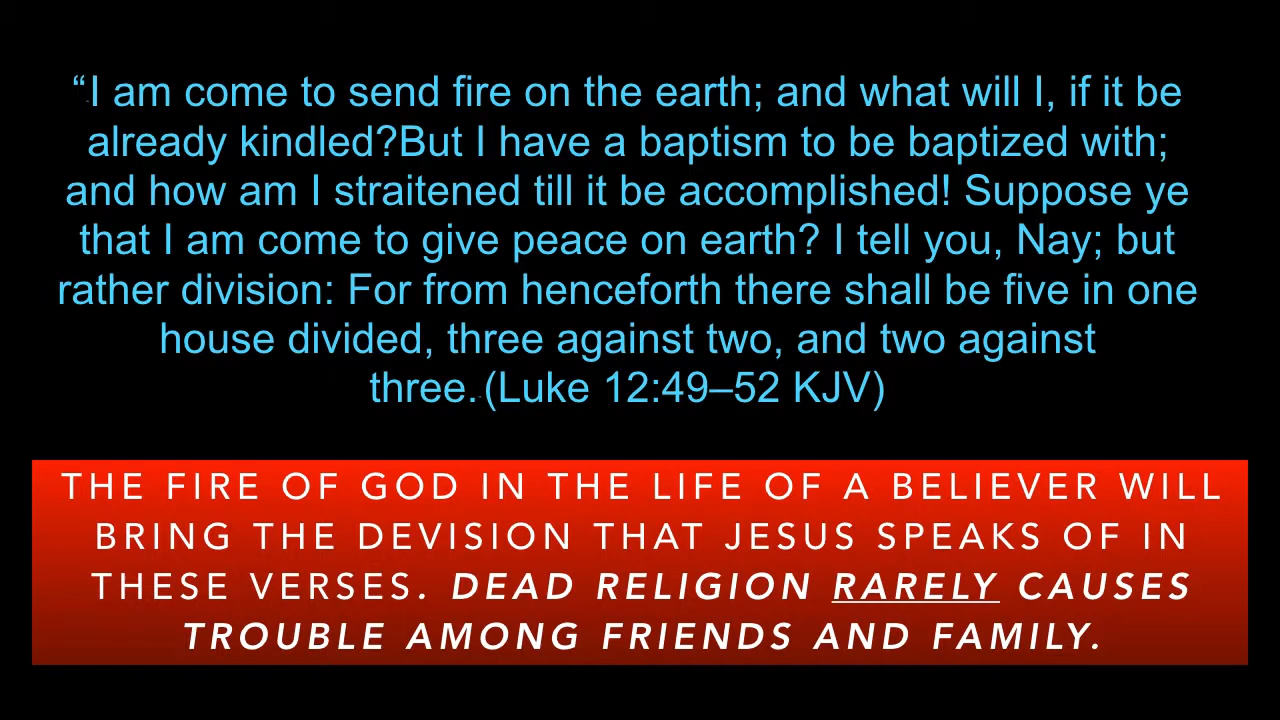 “I am come to send fire on the earth; and what will I, if it be
already kindled?But I have a baptism to be baptized with;
and how am I straitened till it be accomplished! Suppose ye
that I am come to give peace on earth? I tell you, Nay; but
rather division: For from henceforth there shall be five in one
house divided, three against two, and two against
three. (Luke 12:49–52 KJV)
THE FIRE OF GOD IN THE LIFE OF A BELIEVER WILL
BRING THE DEVISION THAT JESUS SPEAKS OF IN
THESE VERSES. DEAD RELIGION RARELY CAUSES
TROUBLE AMONG FRIENDS AND FAMILY.